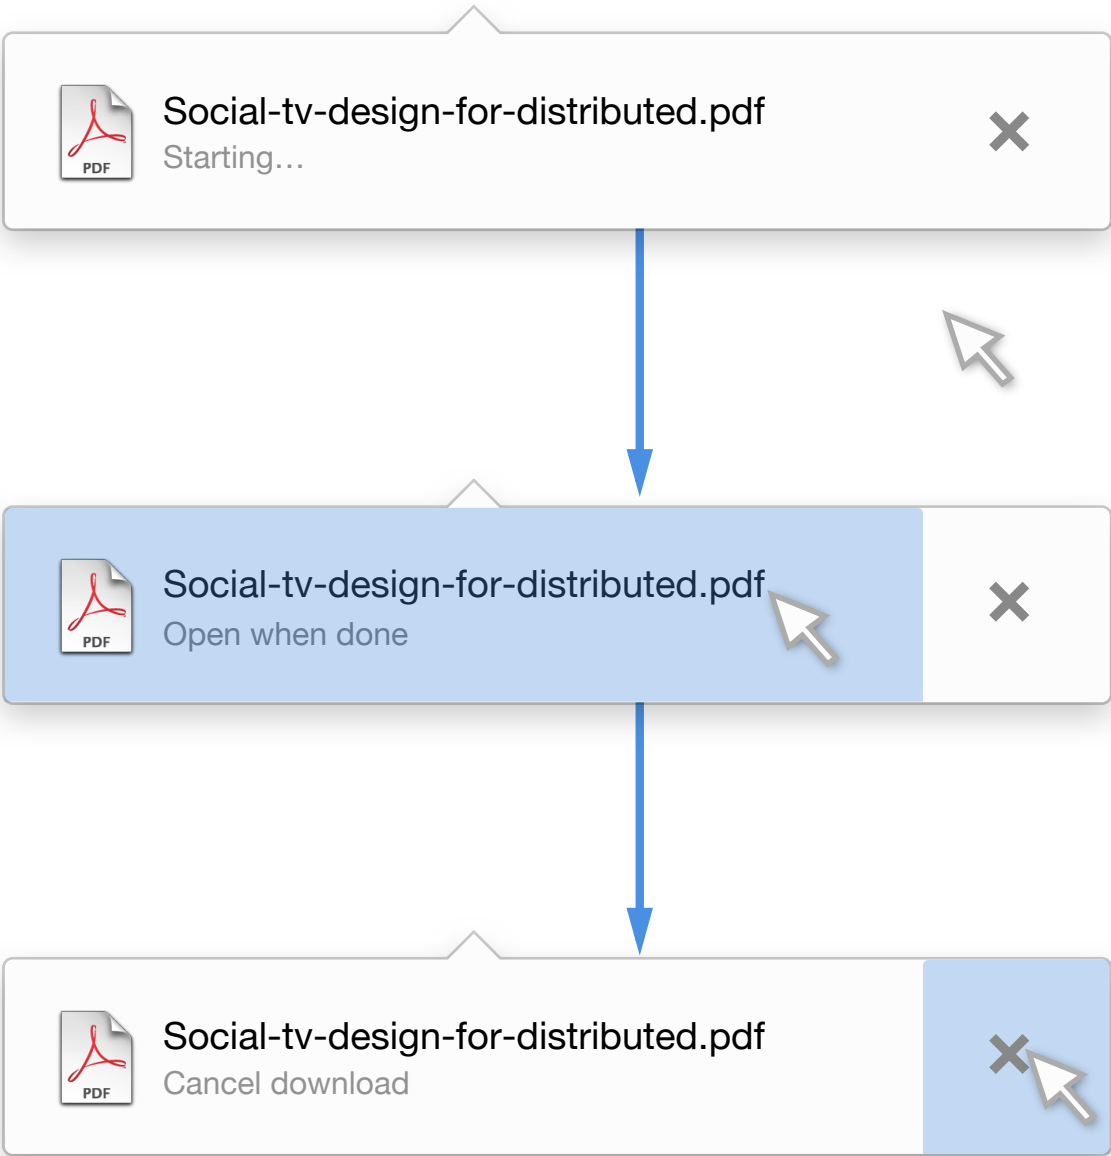 Social-tv-design-for-distributed.pdf
Starting…
PDF
Social-tv-design-for-distributed.pdf
Open when done
PDF
Social-tv-design-for-distributed.pdf
Cancel download
PDF